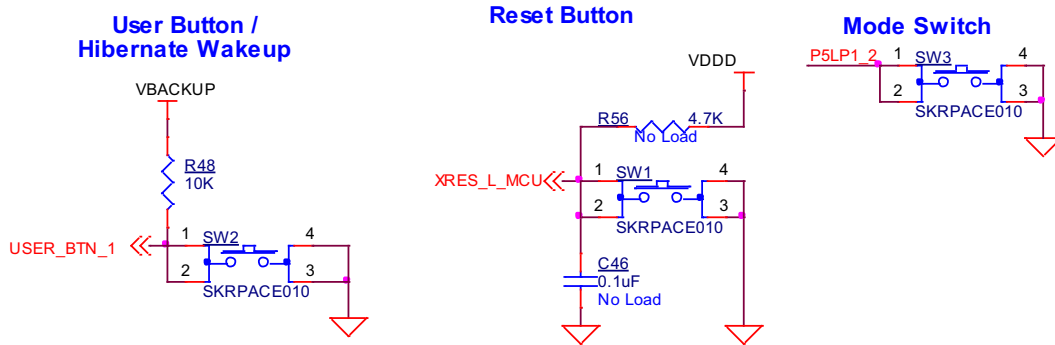 User Button /
Hibernate Wakeup
VBACKUP
R48
10K
USER_BTN_1
1
SW2
4
2
3
SKRPACE010
Reset Button
VDDD
R56
4.7K
No Load
XRES_L_MCU
1
SW1
4
2
3
SKRPACE010
C46
0.1uF
No Load
Mode Switch
P5LP1_2
1
SW3
4
2
3
SKRPACE010